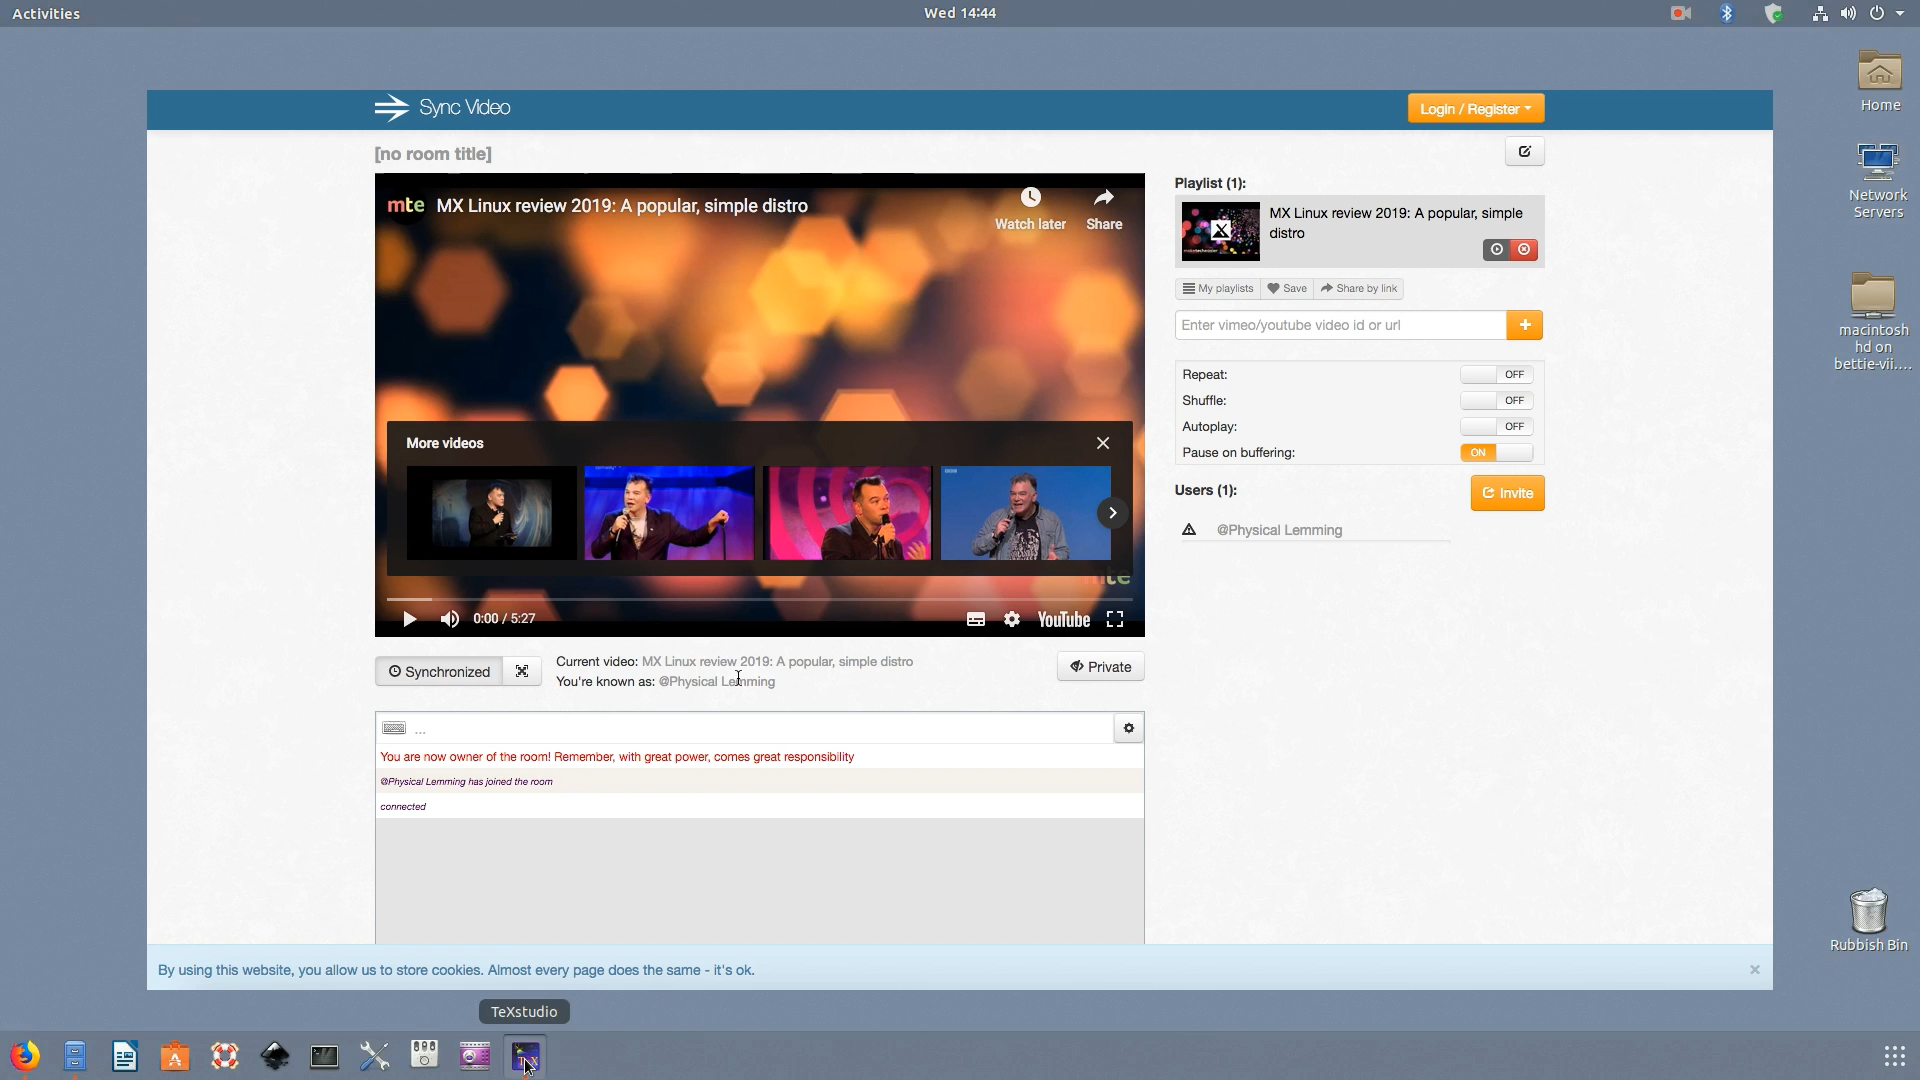 Activities
Wed 14:44
Home
Network
Servers
macintosh
hd on
bettie-vii....
Rubbish Bin
Sync Video
Login / Register
[no room title]
mte MX Linux review 2019: A popular, simple distro
Watch later
Share
More videos
mte
0:00 / 5:27
YouTube
Synchronized
Current video: MX Linux review 2019: A popular, simple distro
You're known as: @Physical Lemming
Private
...
You are now owner of the room! Remember, with great power, comes great responsibility
@Physical Lemming has joined the room
connected
Playlist (1):
MX Linux review 2019: A popular, simple
distro
My playlists
Save
Share by link
Enter vimeo/youtube video id or url
Repeat: OFF
Shuffle: OFF
Autoplay: OFF
Pause on buffering: ON
Users (1):
Invite
@Physical Lemming
By using this website, you allow us to store cookies. Almost every page does the same - it's ok.
TeXstudio